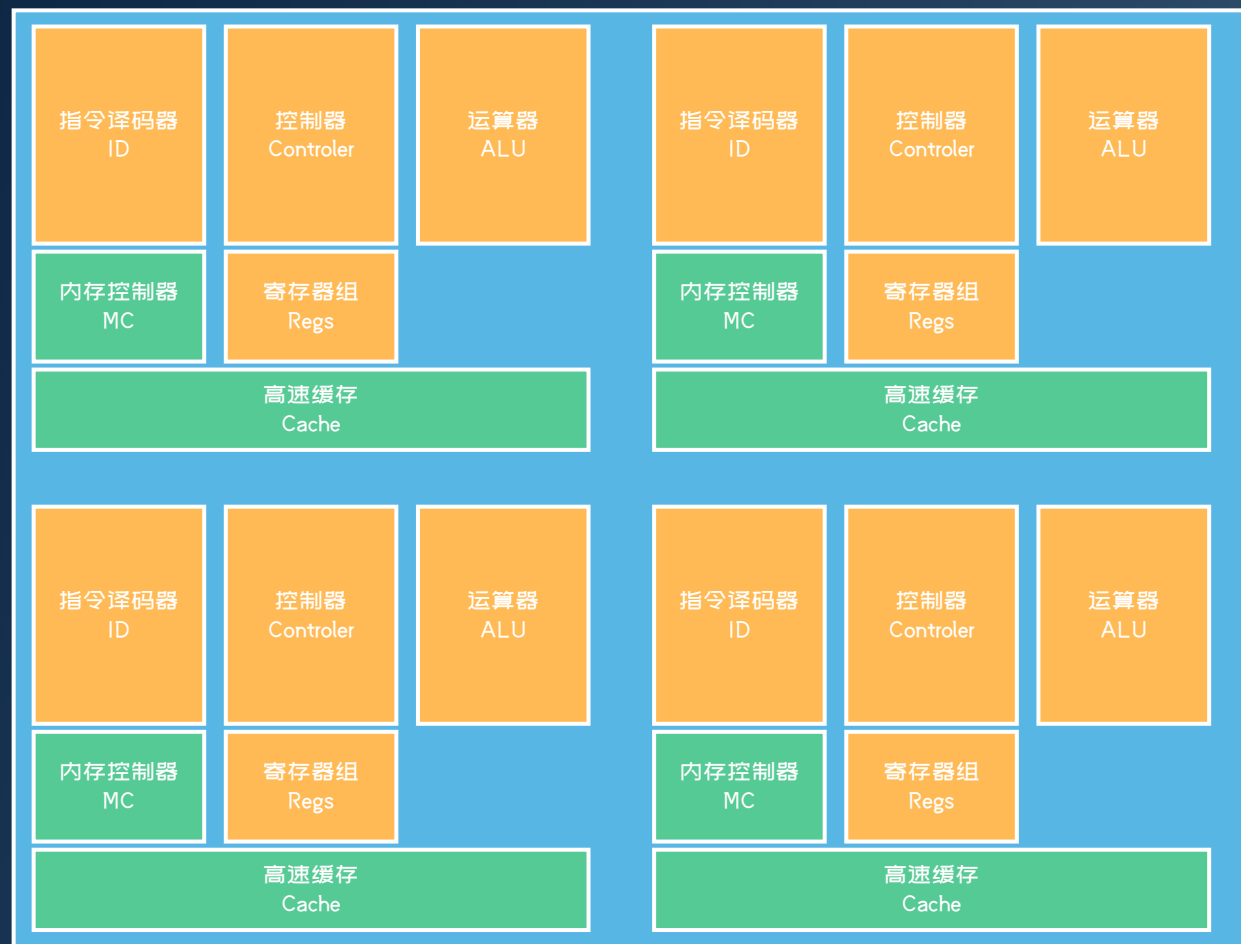 指令译码器
ID
控制器
Controler
运算器
ALU
内存控制器
MC
寄存器组
Regs
高速缓存
Cache
指令译码器
ID
控制器
Controler
运算器
ALU
内存控制器
MC
寄存器组
Regs
高速缓存
Cache
指令译码器
ID
控制器
Controler
运算器
ALU
内存控制器
MC
寄存器组
Regs
高速缓存
Cache
指令译码器
ID
控制器
Controler
运算器
ALU
内存控制器
MC
寄存器组
Regs
高速缓存
Cache